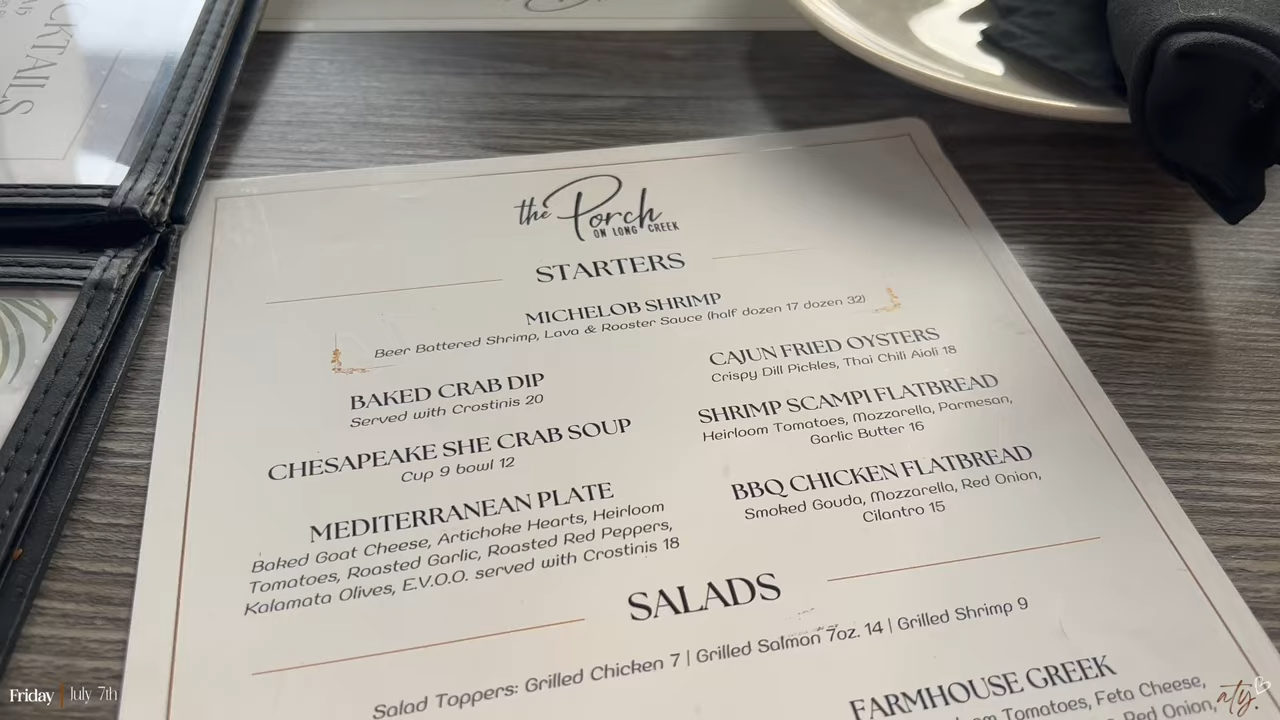 CKTAILS
the Porch
ON LONG CREEK
STARTERS
MICHELOB SHRIMP
Beer Battered Shrimp, Lava & Rooster Sauce (half dozen 17 dozen 32)
BAKED CRAB DIP
Served with Crostinis 20
CHESAPEAKE SHE CRAB SOUP
Cup 9 bowl 12
MEDITERRANEAN PLATE
Baked Goat Cheese, Artichoke Hearts, Heirloom
Tomatoes, Roasted Garlic, Roasted Red Peppers,
Kalamata Olives, E.V.O.O. served with Crostinis 18
CAJUN FRIED OYSTERS
Crispy Dill Pickles, Thai Chili Aioli 18
SHRIMP SCAMPI FLATBREAD
Heirloom Tomatoes, Mozzarella, Parmesan,
Garlic Butter 16
BBQ CHICKEN FLATBREAD
Smoked Gouda, Mozzarella, Red Onion,
Cilantro 15
SALADS
Salad Toppers: Grilled Chicken 7 | Grilled Salmon 7oz. 14 | Grilled Shrimp 9
FARMHOUSE GREEK
Tomatoes, Feta Cheese,
Red Onion,
Friday | July 7th
aty.